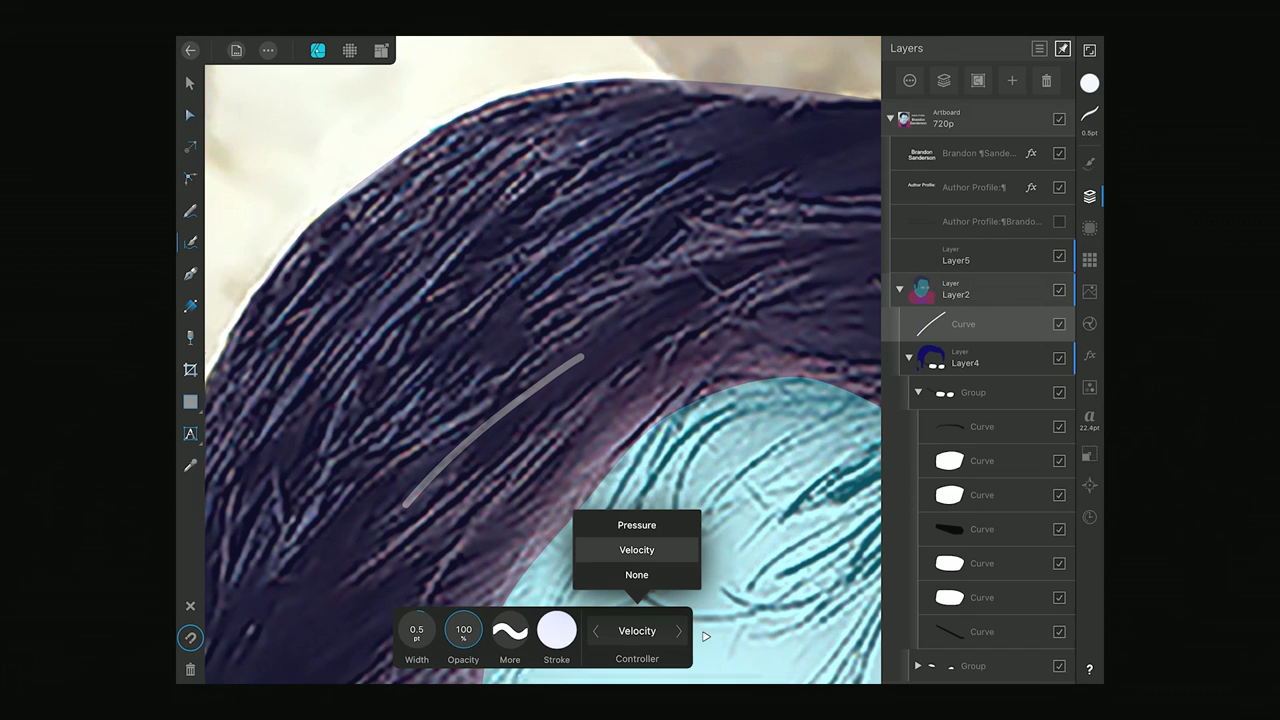 Layers
Artboard
720p
0.5pt
Brandon
Sanderson
Brandon ¶Sande...
fx
Author Profile:
Author Profile:¶
fx
Author Profile:¶Brando...
Layer
Layer5
Layer
Layer2
Curve
Layer
Layer4
fx
Group
a
22.4pt
Curve
Curve
Curve
Curve
Curve
Curve
Curve
Group
A
Pressure
Velocity
None
0.5
pt
100
%
Velocity
Width
Opacity
More
Stroke
Controller
?